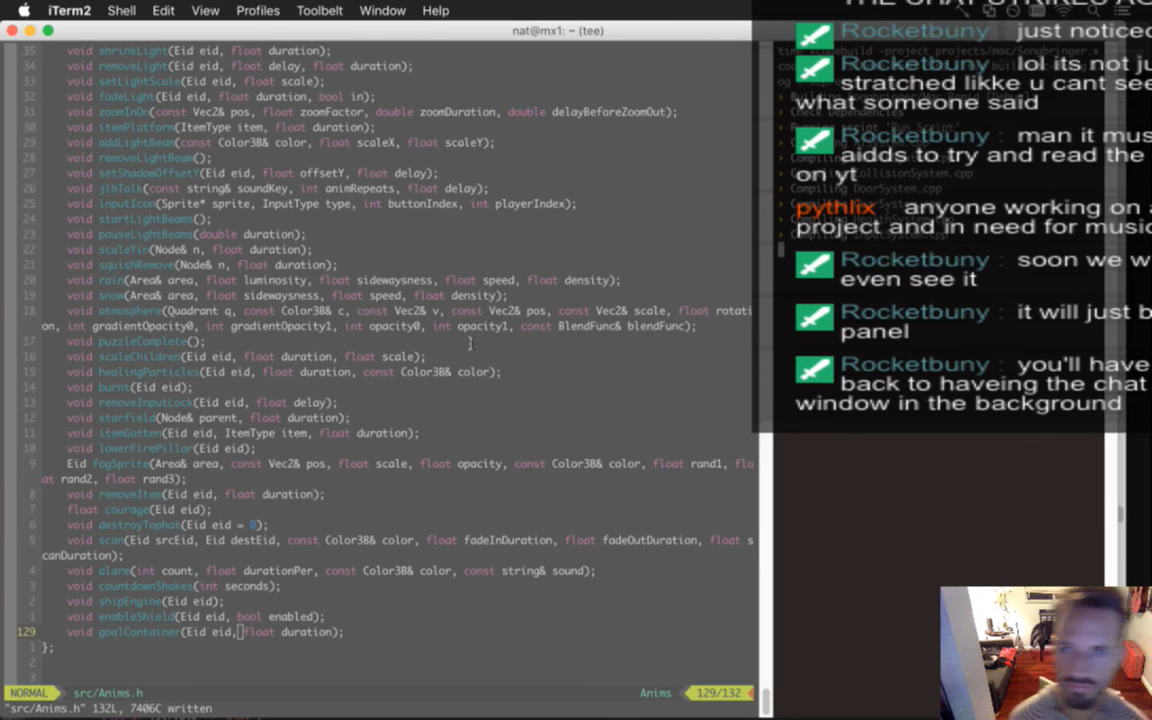 iTerm2 Shell Edit View Profiles Toolbelt Window Help
nat@mx1: ~ (tee)
35 void shrinkLight(Eid eid, float duration);
34 void removeLight(Eid eid, float delay, float duration);
33 void setLightScale(Eid eid, float scale);
32 void fadeLight(Eid eid, float duration, bool in);
31 void zoomInOn(const Vec2& pos, float zoomFactor, double zoomDuration, double delayBeforeZoomOut);
30 void itemPlatform(ItemType item, float duration);
29 void addLightBeam(const Color3B& color, float scaleX, float scaleY);
28 void removeLightBeam();
27 void setShadowOffsetY(Eid eid, float offsetY, float delay);
26 void jibTalk(const string& soundKey, int animRepeats, float delay);
25 void inputIcon(Sprite* sprite, InputType type, int buttonIndex, int playerIndex);
24 void startLightBeams();
23 void pauseLightBeams(double duration);
22 void scaleYin(Node& n, float duration);
21 void squishRemove(Node& n, float duration);
20 void rain(Area& area, float luminosity, float sidewaysness, float speed, float density);
19 void snow(Area& area, float sidewaysness, float speed, float density);
18 void atmosphere(Quadrant q, const Color3B& c, const Vec2& v, const Vec2& pos, const Vec2& scale, float rotati
on, int gradientOpacity0, int gradientOpacity1, int opacity0, int opacity1, const BlendFunc& blendFunc);
17 void puzzleComplete();
16 void scaleChildren(Eid eid, float duration, float scale);
15 void healingParticles(Eid eid, float duration, const Color3B& color);
14 void burnt(Eid eid);
13 void removeInputLock(Eid eid, float delay);
12 void starfield(Node& parent, float duration);
11 void itemGotten(Eid eid, ItemType item, float duration);
10 void lowerFirePillar(Eid eid);
9 Eid fogSprite(Area& area, const Vec2& pos, float scale, float opacity, const Color3B& color, float rand1, flo
at rand2, float rand3);
8 void removeItem(Eid eid, float duration);
7 float courage(Eid eid);
6 void destroyTophat(Eid eid = 0);
5 void scan(Eid srcEid, Eid destEid, const Color3B& color, float fadeInDuration, float fadeOutDuration, float s
canDuration);
4 void alarm(int count, float durationPer, const Color3B& color, const string& sound);
3 void countdownShakes(int seconds);
2 void shipEngine(Eid eid);
1 void enableShield(Eid eid, bool enabled);
129 void goalContainer(Eid eid, float duration);
1 };
2
3
NORMAL src/Anims.h Anims 129/132
"src/Anims.h" 132L, 7406C written
Rocketbuny just noticed
Rocketbuny : lol its not ju
stretched likke u cant see
what someone said
Rocketbuny : man it mus
aidds to try and read the
on yt
pythlix anyone working on a
project and in need for music
Rocketbuny : soon we w
even see it
Rocketbuny : it will just b
panel
Rocketbuny : you'll have
back to haveing the chat
window in the background